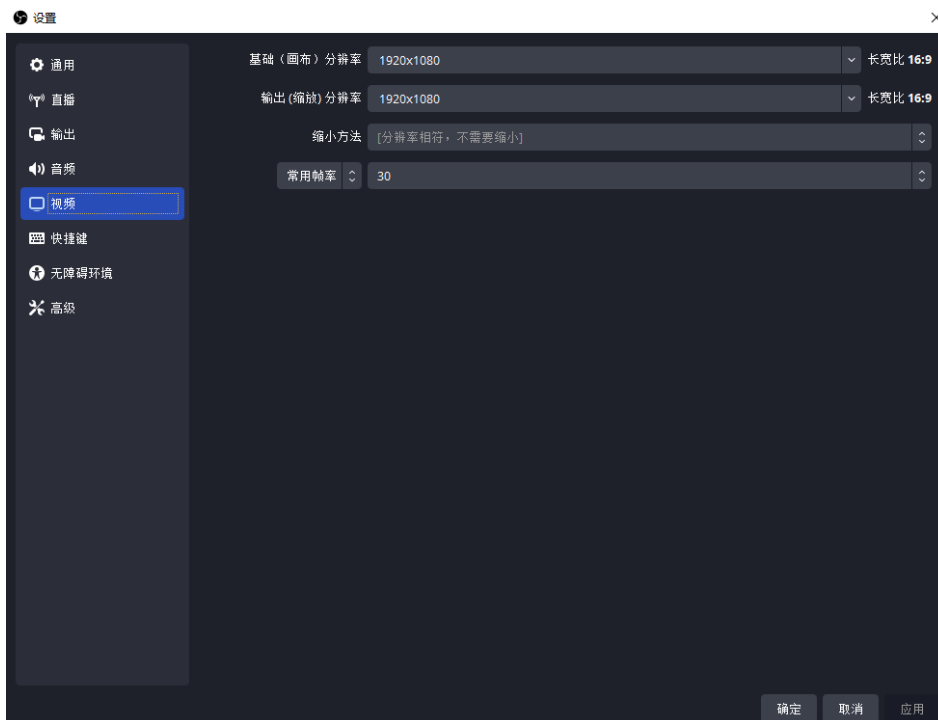 设置
通用
直播
输出
音频
视频
快捷键
无障碍环境
高级
基础（画布）分辨率 1920x1080 长宽比 16:9
输出 (缩放) 分辨率 1920x1080 长宽比 16:9
缩小方法 [分辨率相符，不需要缩小]
常用帧率 30
确定 取消 应用